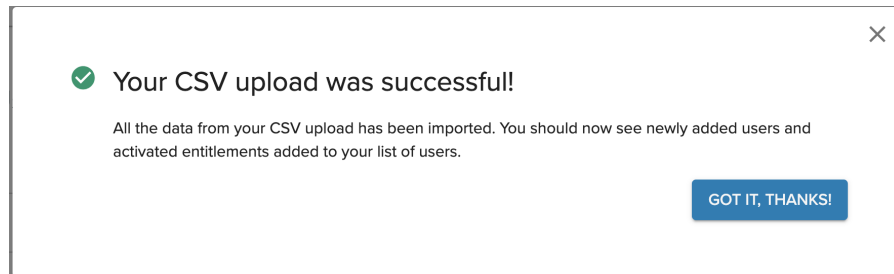 Your CSV upload was successful!
All the data from your CSV upload has been imported. You should now see newly added users and
activated entitlements added to your list of users.
GOT IT, THANKS!